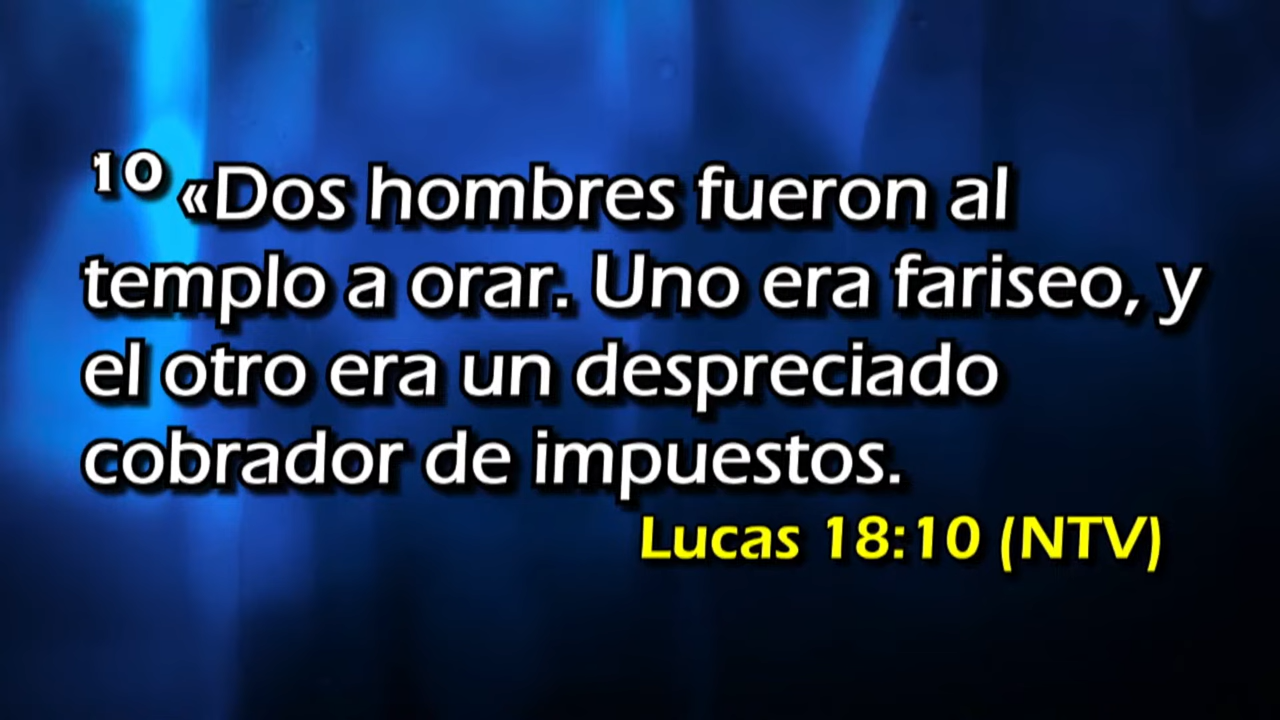 10 «Dos hombres fueron al
templo a orar. Uno era fariseo, y
el otro era un despreciado
cobrador de impuestos.
Lucas 18:10 (NTV)